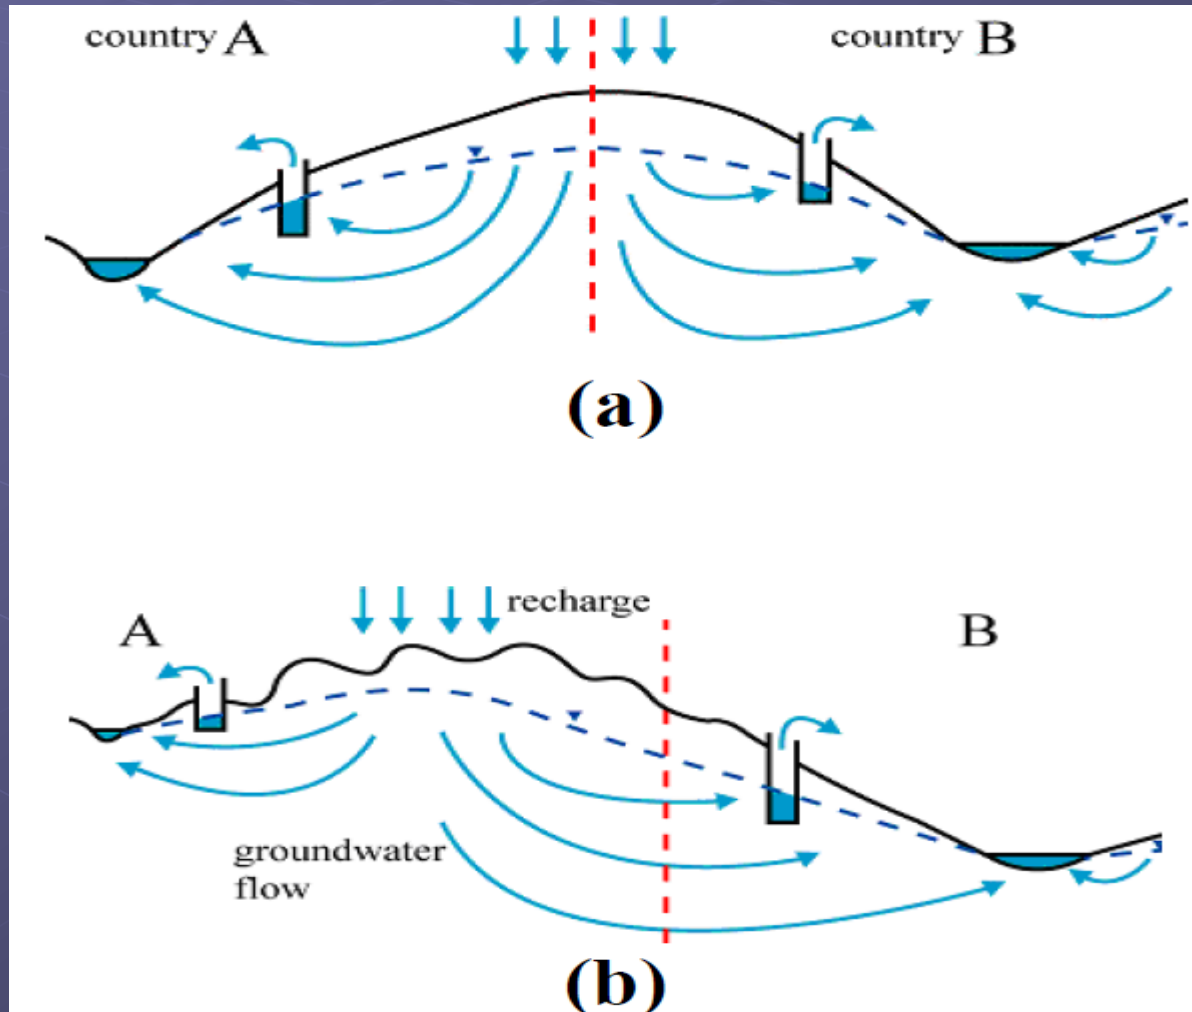 country A
country B
(a)
recharge
A
B
groundwater
flow
(b)